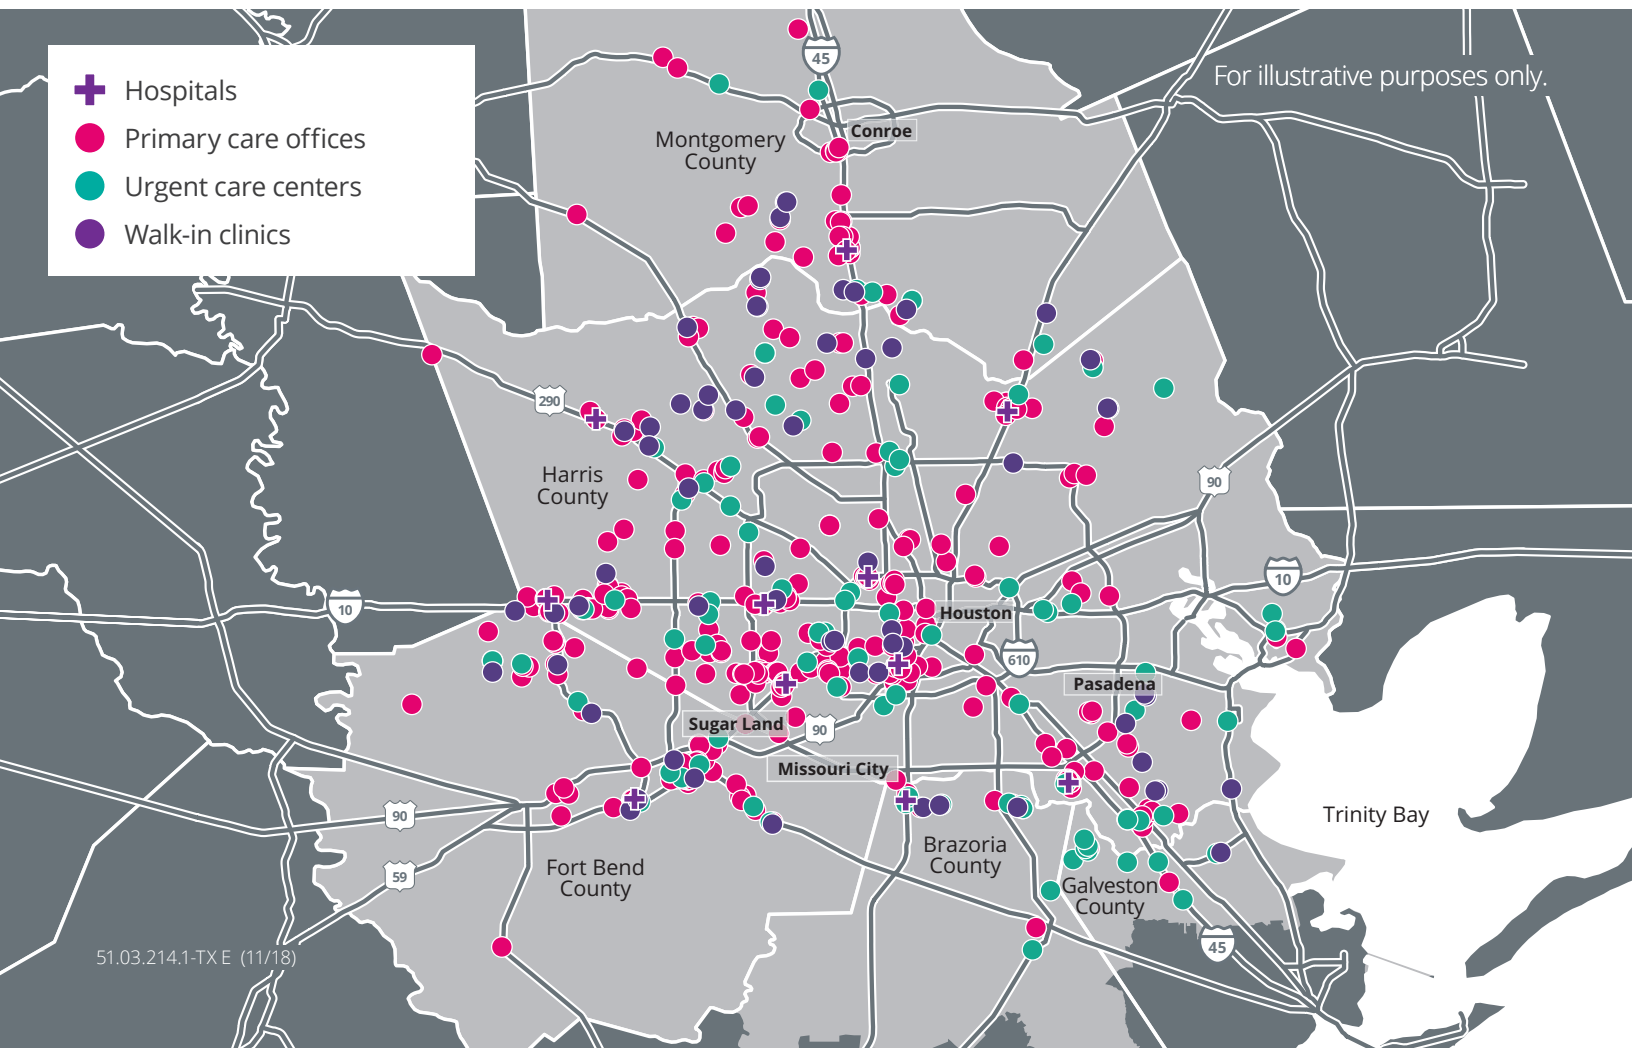 For illustrative purposes only.
Hospitals
Primary care offices
Urgent care centers
Walk-in clinics
45
Conroe
Montgomery
County
290
Harris
County
90
10
10
Houston
610
Pasadena
Sugar Land
90
Missouri City
90
Trinity Bay
Brazoria
County
59
Fort Bend
County
Galveston
County
45
51.03.214.1-TX E (11/18)